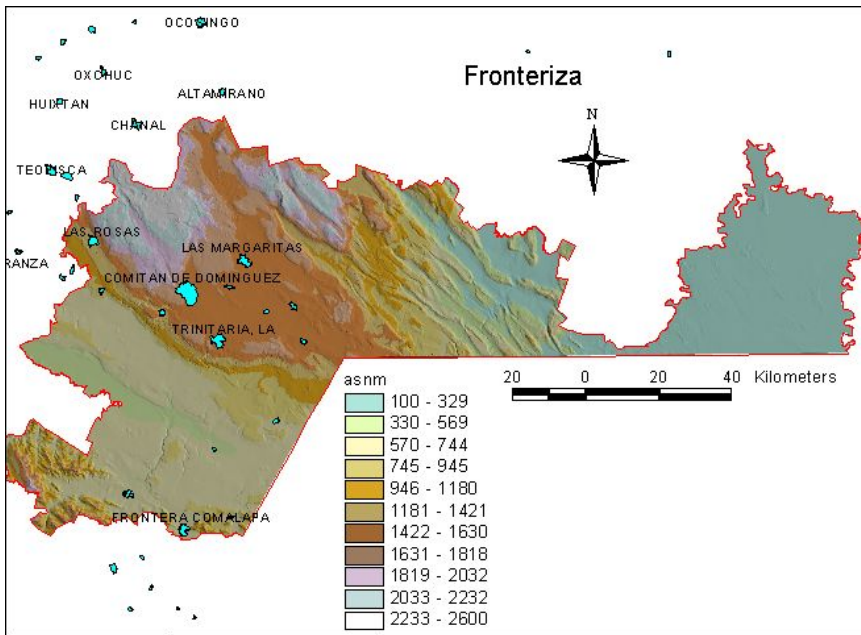 OCOSINGO
OXCHUC
Fronteriza
HUIXTAN
ALTAMIRANO
CHANAL
N
TEOPISCA
LAS ROSAS
LAS MARGARITAS
RANZA
COMITAN DE DOMINGUEZ
TRINITARIA, LA
asnm
20 0 20 40 Kilometers
100 - 329
330 - 569
570 - 744
745 - 945
946 - 1180
1181 - 1421
1422 - 1630
1631 - 1818
1819 - 2032
2033 - 2232
2233 - 2600
FRONTERA COMALAPA